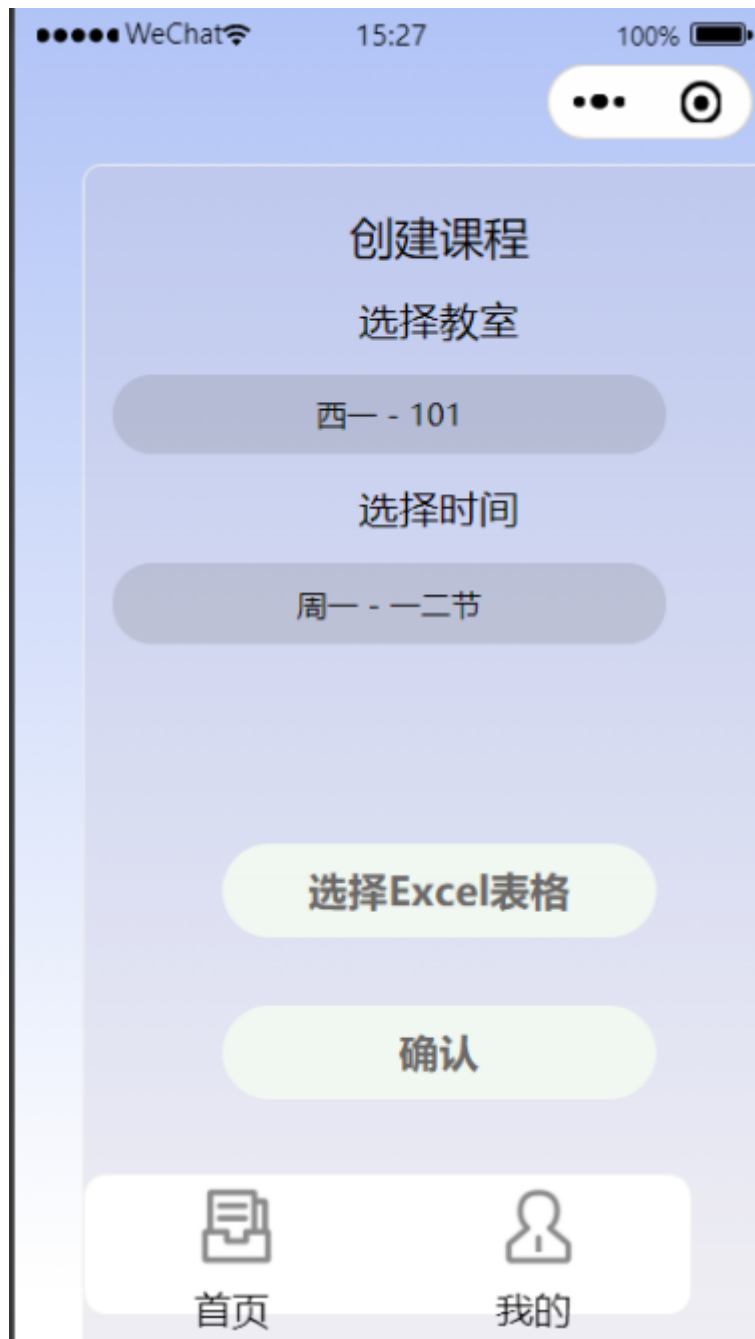 WeChat 15:27 100%
创建课程
选择教室
西一 - 101
选择时间
周一 - 一二节
选择Excel表格
确认
首页 我的